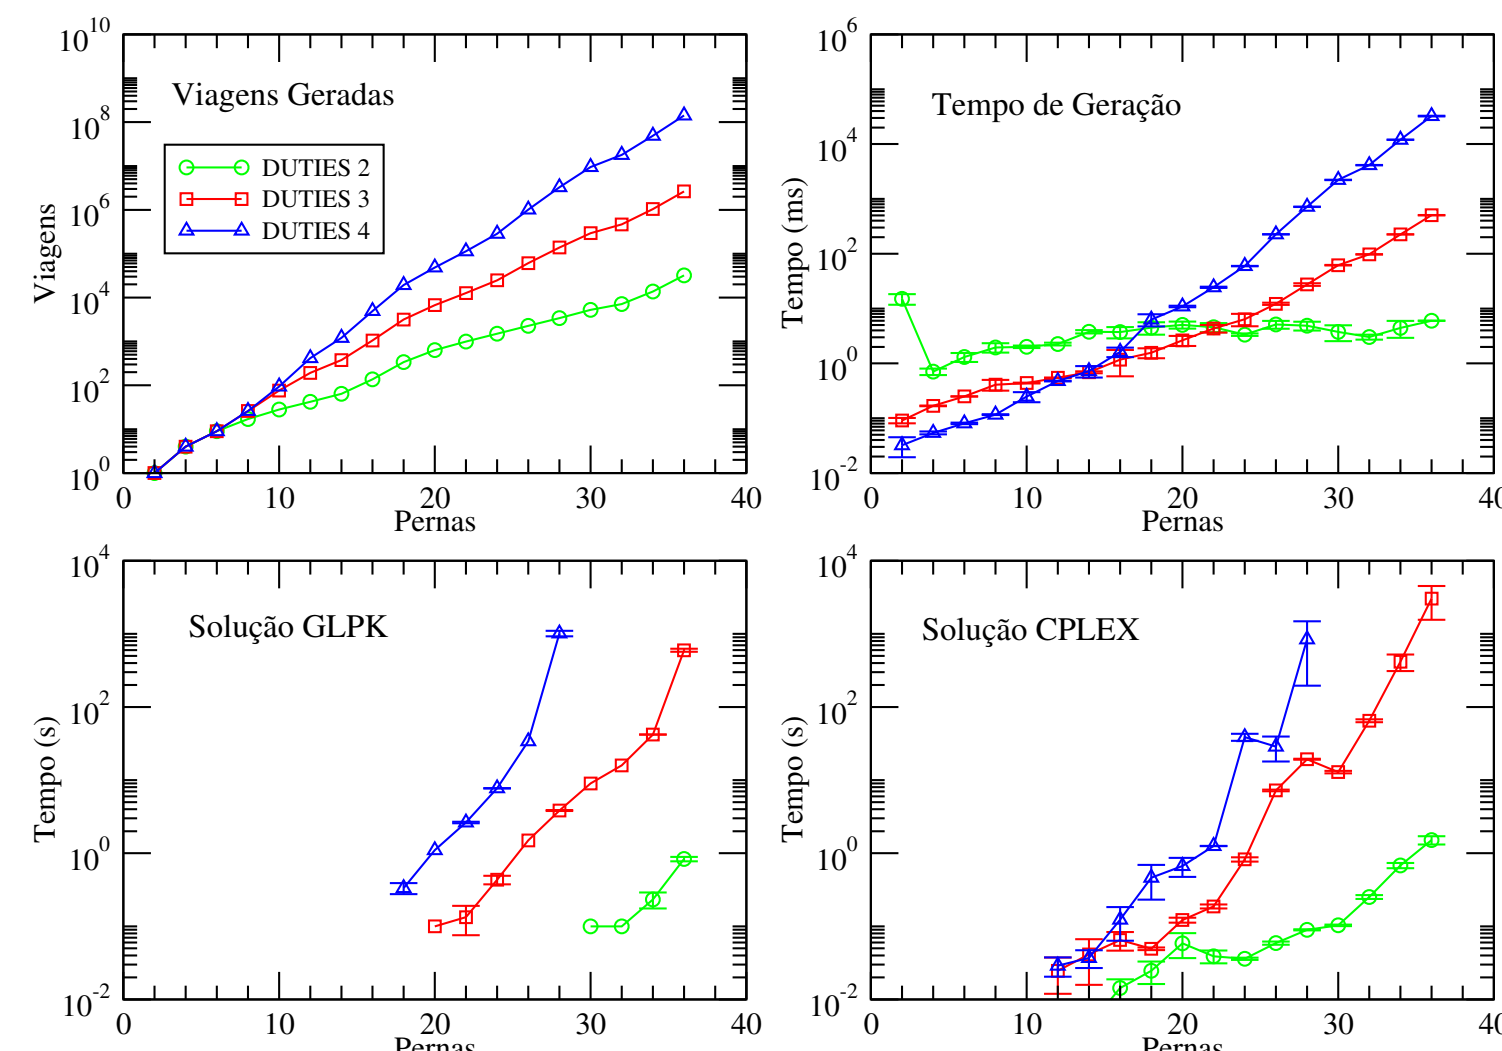 Viagens Geradas
DUTIES 2
DUTIES 3
DUTIES 4
Viagens
10^10
10^8
10^6
10^4
10^2
10^0
0 10 20 30 40
Pernas
Tempo de Geração
Tempo (ms)
10^6
10^4
10^2
10^0
10^-2
0 10 20 30 40
Pernas
Solução GLPK
Tempo (s)
10^4
10^2
10^0
10^-2
0 10 20 30 40
Pernas
Solução CPLEX
Tempo (s)
10^4
10^2
10^0
10^-2
0 10 20 30 40
Pernas